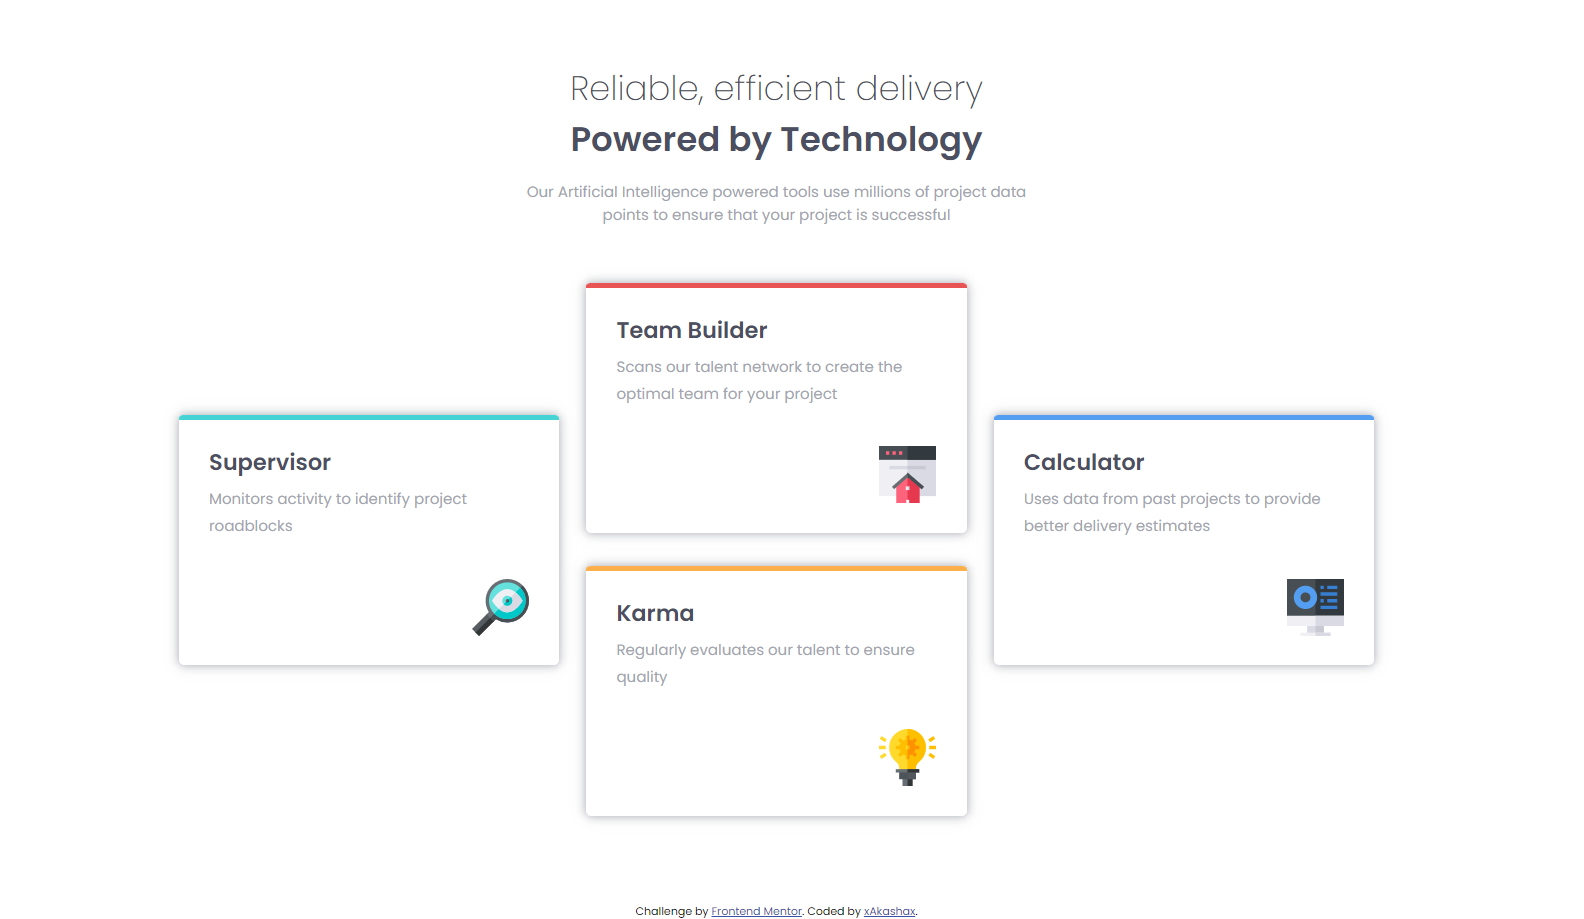 Reliable, efficient delivery
Powered by Technology
Our Artificial Intelligence powered tools use millions of project data
points to ensure that your project is successful
Supervisor
Monitors activity to identify project
roadblocks
Team Builder
Scans our talent network to create the
optimal team for your project
Karma
Regularly evaluates our talent to ensure
quality
Calculator
Uses data from past projects to provide
better delivery estimates
Challenge by Frontend Mentor. Coded by xAkashax.